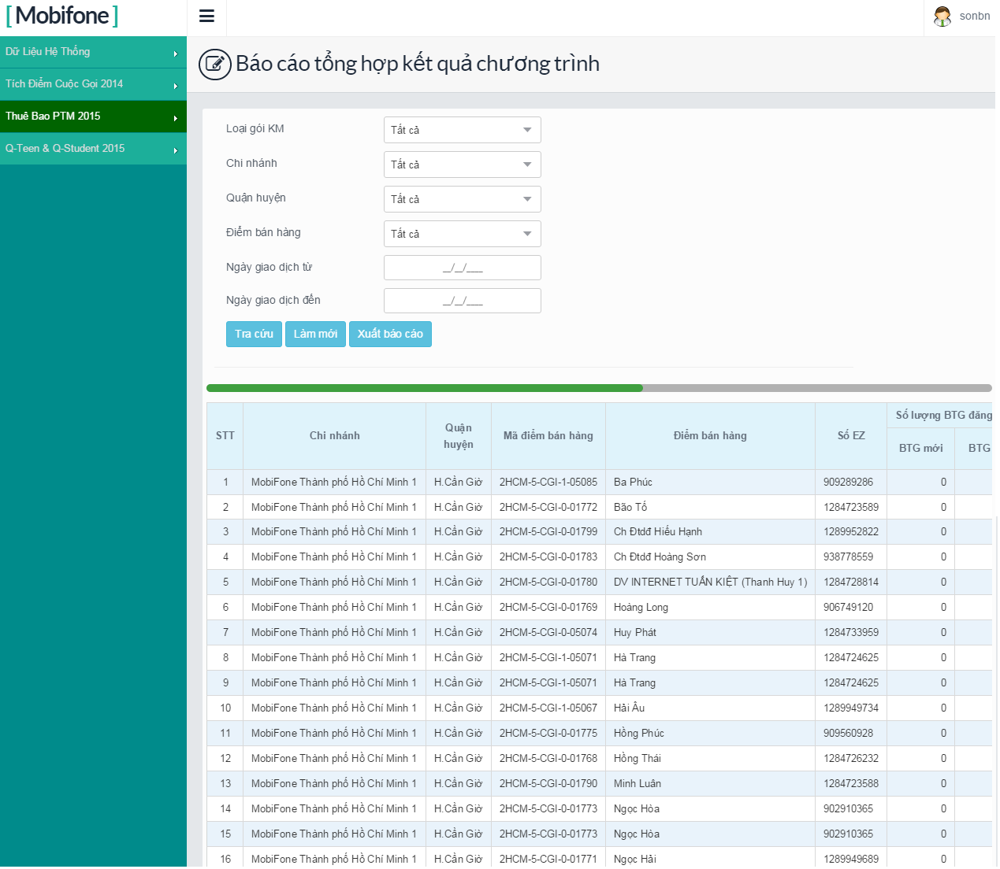 [ Mobifone ]
sonbn
Dữ Liệu Hệ Thống
Tích Điểm Cuộc Gọi 2014
Thuê Bao PTM 2015
Q-Teen & Q-Student 2015
Báo cáo tổng hợp kết quả chương trình
Loại gói KM Tất cả
Chi nhánh Tất cả
Quận huyện Tất cả
Điểm bán hàng Tất cả
Ngày giao dịch từ __/__/____
Ngày giao dịch đến __/__/____
Tra cứu Làm mới Xuất báo cáo
STT Chi nhánh Quận huyện Mã điểm bán hàng Điểm bán hàng Số EZ Số lượng BTG đăng
BTG mới BTG
1 MobiFone Thành phố Hồ Chí Minh 1 H.Cần Giờ 2HCM-5-CGI-1-05085 Ba Phúc 909289286 0
2 MobiFone Thành phố Hồ Chí Minh 1 H.Cần Giờ 2HCM-5-CGI-0-01772 Bão Tố 1284723589 0
3 MobiFone Thành phố Hồ Chí Minh 1 H.Cần Giờ 2HCM-5-CGI-0-01799 Ch Đtdđ Hiếu Hạnh 1289952822 0
4 MobiFone Thành phố Hồ Chí Minh 1 H.Cần Giờ 2HCM-5-CGI-0-01783 Ch Đtdđ Hoàng Sơn 938778559 0
5 MobiFone Thành phố Hồ Chí Minh 1 H.Cần Giờ 2HCM-5-CGI-0-01780 DV INTERNET TUẤN KIỆT (Thanh Huy 1) 1284728814 0
6 MobiFone Thành phố Hồ Chí Minh 1 H.Cần Giờ 2HCM-5-CGI-0-01769 Hoàng Long 906749120 0
7 MobiFone Thành phố Hồ Chí Minh 1 H.Cần Giờ 2HCM-5-CGI-0-05074 Huy Phát 1284733959 0
8 MobiFone Thành phố Hồ Chí Minh 1 H.Cần Giờ 2HCM-5-CGI-1-05071 Hà Trang 1284724625 0
9 MobiFone Thành phố Hồ Chí Minh 1 H.Cần Giờ 2HCM-5-CGI-1-05071 Hà Trang 1284724625 0
10 MobiFone Thành phố Hồ Chí Minh 1 H.Cần Giờ 2HCM-5-CGI-1-05067 Hải Âu 1289949734 0
11 MobiFone Thành phố Hồ Chí Minh 1 H.Cần Giờ 2HCM-5-CGI-0-01775 Hồng Phúc 909560928 0
12 MobiFone Thành phố Hồ Chí Minh 1 H.Cần Giờ 2HCM-5-CGI-0-01768 Hồng Thái 1284726232 0
13 MobiFone Thành phố Hồ Chí Minh 1 H.Cần Giờ 2HCM-5-CGI-0-01790 Minh Luân 1284723588 0
14 MobiFone Thành phố Hồ Chí Minh 1 H.Cần Giờ 2HCM-5-CGI-0-01773 Ngọc Hòa 902910365 0
15 MobiFone Thành phố Hồ Chí Minh 1 H.Cần Giờ 2HCM-5-CGI-0-01773 Ngọc Hòa 902910365 0
16 MobiFone Thành phố Hồ Chí Minh 1 H.Cần Giờ 2HCM-5-CGI-0-01771 Ngọc Hải 1289949689 0